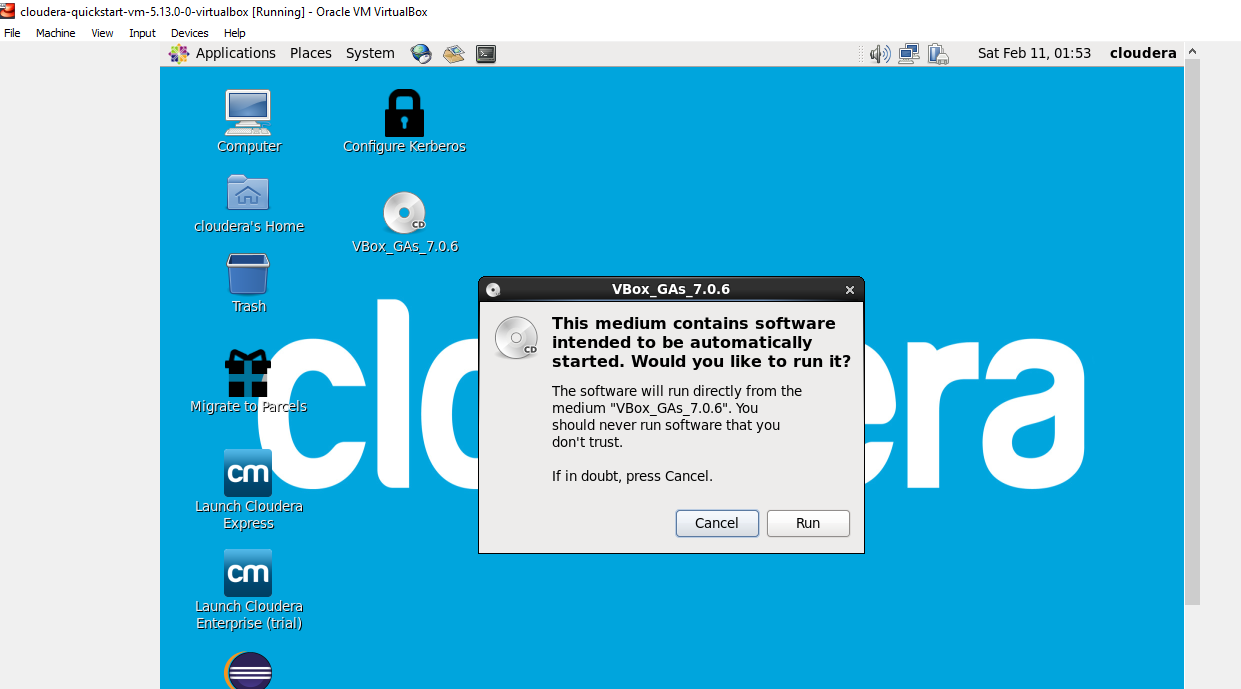 cloudera-quickstart-vm-5.13.0-0-virtualbox [Running] - Oracle VM VirtualBox
File Machine View Input Devices Help
Applications Places System
Sat Feb 11, 01:53 cloudera
Computer
Configure Kerberos
cloudera's Home
VBox_GAs_7.0.6
Trash
Migrate to Parcels
cm
Launch Cloudera
Express
cm
Launch Cloudera
Enterprise (trial)
VBox_GAs_7.0.6
CD
This medium contains software
intended to be automatically
started. Would you like to run it?
The software will run directly from the
medium "VBox_GAs_7.0.6". You
should never run software that you
don't trust.
If in doubt, press Cancel.
Cancel Run
CD
cloudera